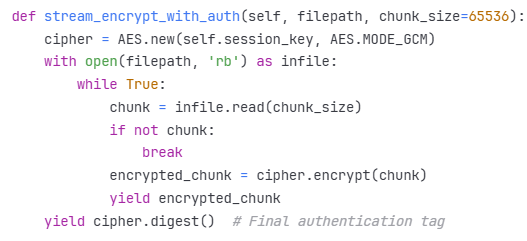 def stream_encrypt_with_auth(self, filepath, chunk_size=65536):
    cipher = AES.new(self.session_key, AES.MODE_GCM)
    with open(filepath, 'rb') as infile:
        while True:
            chunk = infile.read(chunk_size)
            if not chunk:
                break
            encrypted_chunk = cipher.encrypt(chunk)
            yield encrypted_chunk
    yield cipher.digest()  # Final authentication tag